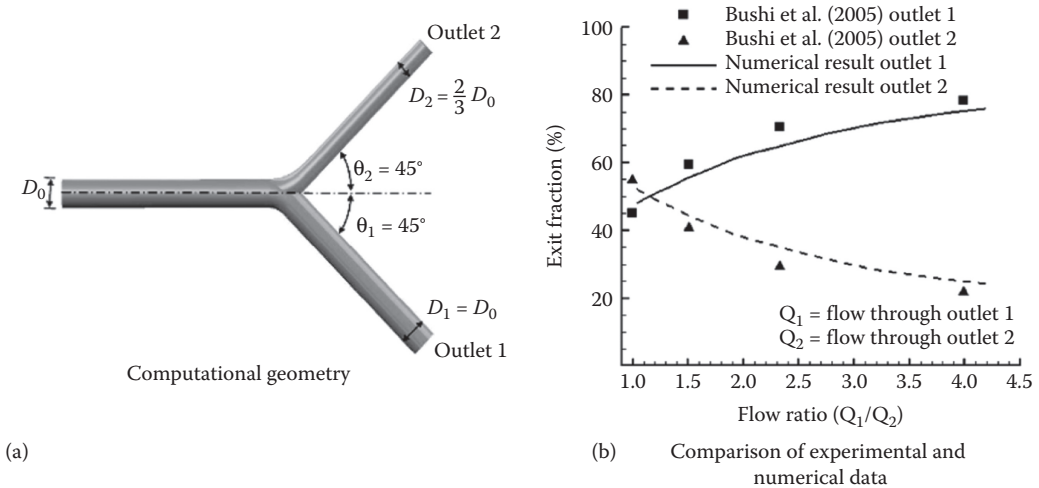 Outlet 2
D₂ = 2/3 D₀
θ₂ = 45°
D₀
θ₁ = 45°
D₁ = D₀
Outlet 1
Computational geometry
(a)
Bushi et al. (2005) outlet 1
Bushi et al. (2005) outlet 2
Numerical result outlet 1
Numerical result outlet 2
100
80
60
40
20
Exit fraction (%)
Q₁ = flow through outlet 1
Q₂ = flow through outlet 2
1.0 1.5 2.0 2.5 3.0 3.5 4.0 4.5
Flow ratio (Q₁/Q₂)
(b)
Comparison of experimental and
numerical data